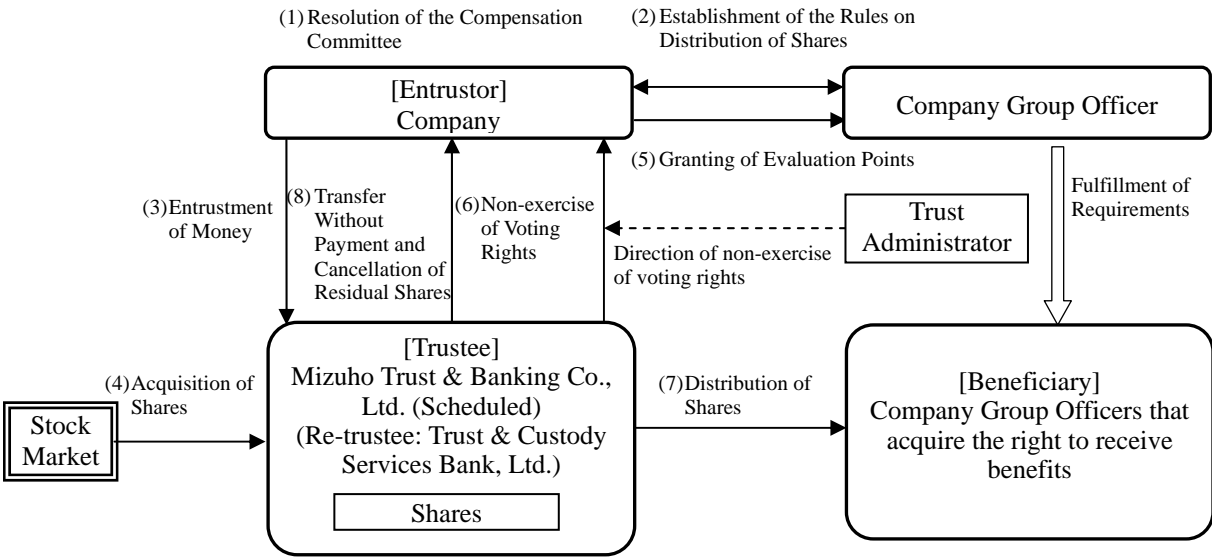 (1) Resolution of the Compensation
Committee
(2) Establishment of the Rules on
Distribution of Shares
[Entrustor]
Company
Company Group Officer
(5) Granting of Evaluation Points
(3) Entrustment
of Money
(8) Transfer
Without
Payment and
Cancellation of
Residual Shares
(6) Non-exercise
of Voting
Rights
Direction of non-exercise
of voting rights
Trust
Administrator
Fulfillment of
Requirements
(4) Acquisition of
Shares
Stock
Market
[Trustee]
Mizuho Trust & Banking Co.,
Ltd. (Scheduled)
(Re-trustee: Trust & Custody
Services Bank, Ltd.)
Shares
(7) Distribution of
Shares
[Beneficiary]
Company Group Officers that
acquire the right to receive
benefits